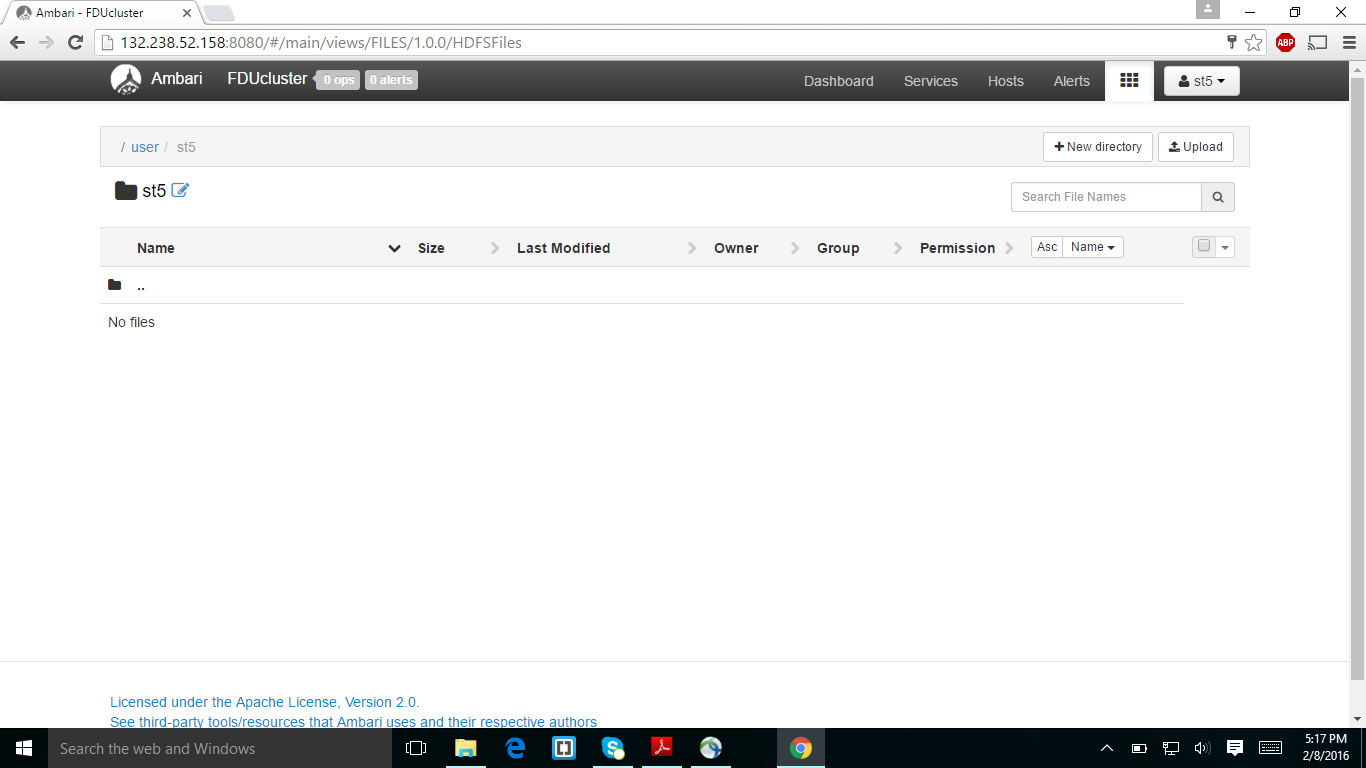 Ambari - FDUcluster
132.238.52.158:8080/#/main/views/FILES/1.0.0/HDFSFiles
ABP
Ambari FDUcluster 0 ops 0 alerts Dashboard Services Hosts Alerts st5
/ user / st5 New directory Upload
st5 Search File Names
Name Size Last Modified Owner Group Permission Asc Name
..
No files
Licensed under the Apache License, Version 2.0.
See third-party tools/resources that Ambari uses and their respective authors
Search the web and Windows
5:17 PM
2/8/2016